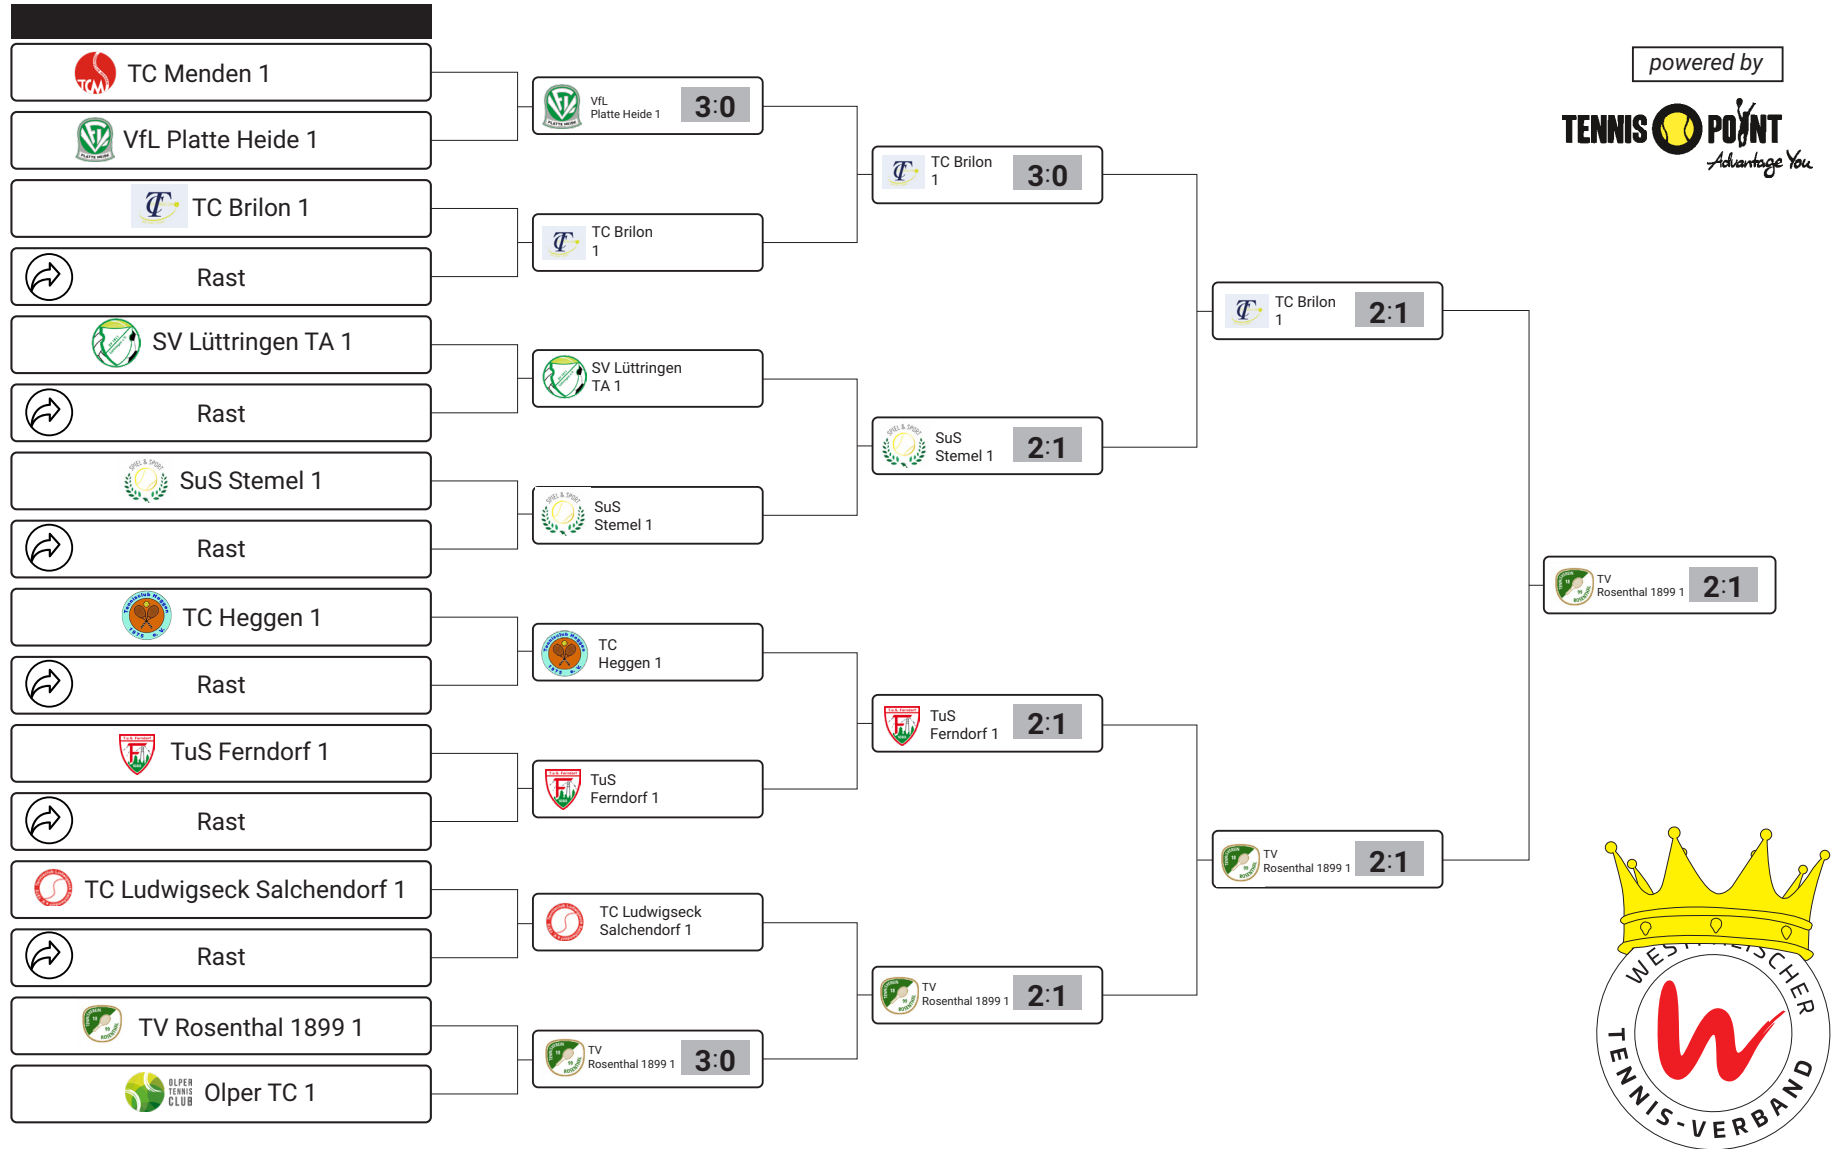 TC Menden 1
VfL Platte Heide 1
TC Brilon 1
Rast
SV Lüttringen TA 1
Rast
SuS Stemel 1
Rast
TC Heggen 1
Rast
TuS Ferndorf 1
Rast
TC Ludwigseck Salchendorf 1
Rast
TV Rosenthal 1899 1
OLPER
TENNIS
CLUB
Olper TC 1
VfL
Platte Heide 1
3:0
TC Brilon
1
SV Lüttringen
TA 1
SuS
Stemel 1
TC
Heggen 1
TuS
Ferndorf 1
TC Ludwigseck
Salchendorf 1
TV
Rosenthal 1899 1
3:0
TC Brilon
1
3:0
SuS
Stemel 1
2:1
TuS
Ferndorf 1
2:1
TV
Rosenthal 1899 1
2:1
TC Brilon
1
2:1
TV
Rosenthal 1899 1
2:1
TV
Rosenthal 1899 1
2:1
powered by
TENNIS POINT
Advantage You
TENNIS-VERBAND